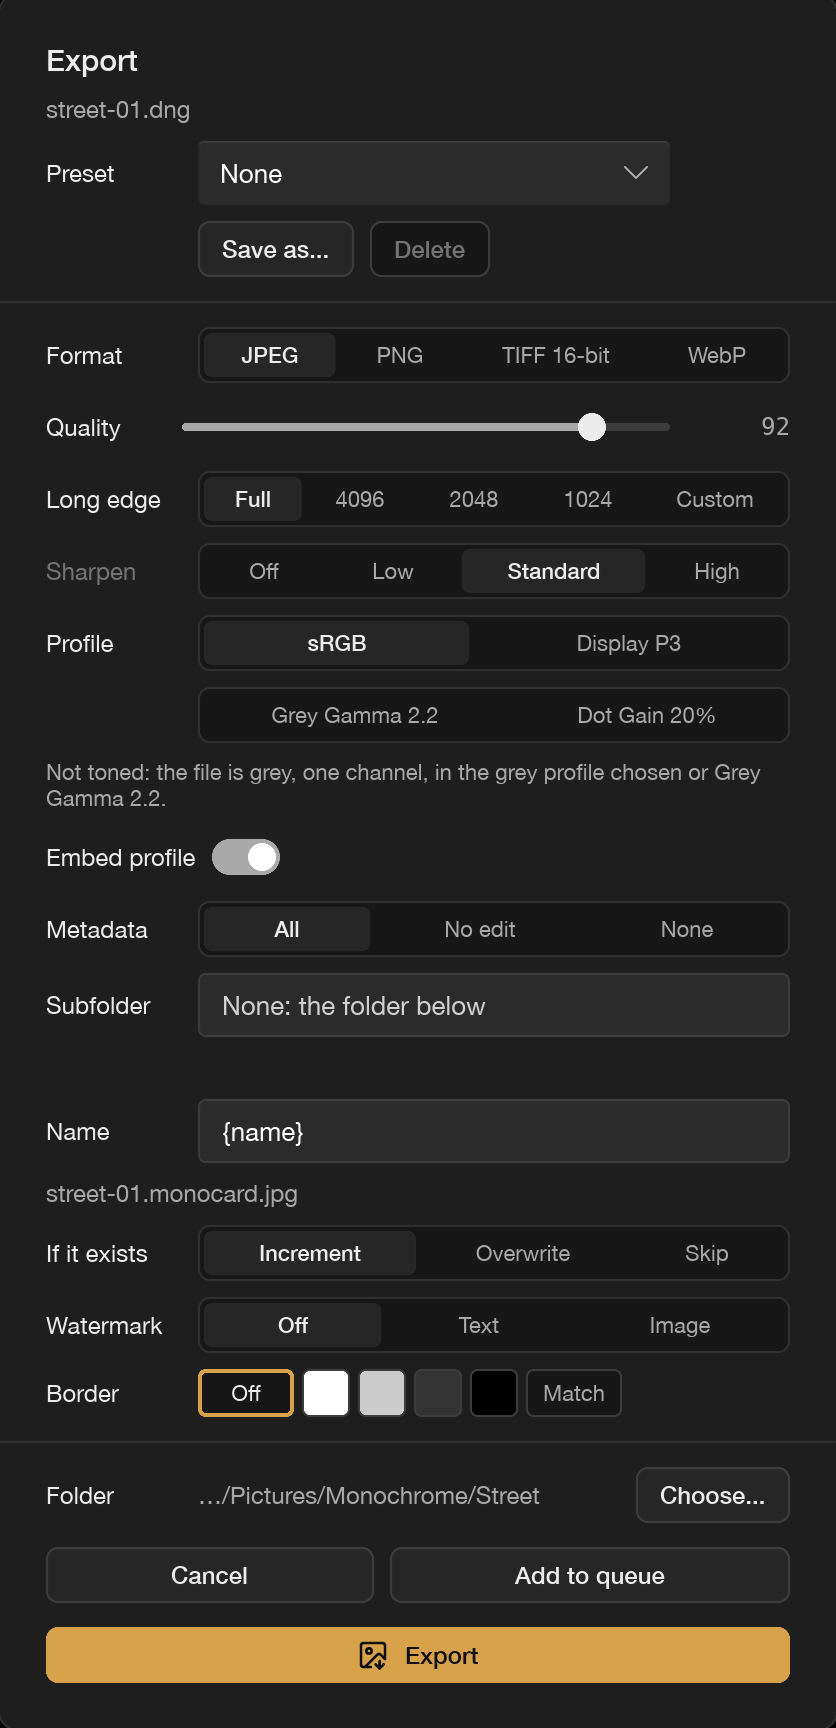 Export
street-01.dng
Preset None
Save as... Delete
Format JPEG PNG TIFF 16-bit WebP
Quality 92
Long edge Full 4096 2048 1024 Custom
Sharpen Off Low Standard High
Profile sRGB Display P3
Grey Gamma 2.2 Dot Gain 20%
Not toned: the file is grey, one channel, in the grey profile chosen or Grey
Gamma 2.2.
Embed profile
Metadata All No edit None
Subfolder None: the folder below
Name {name}
street-01.monocard.jpg
If it exists Increment Overwrite Skip
Watermark Off Text Image
Border Off Match
Folder …/Pictures/Monochrome/Street Choose...
Cancel Add to queue
Export